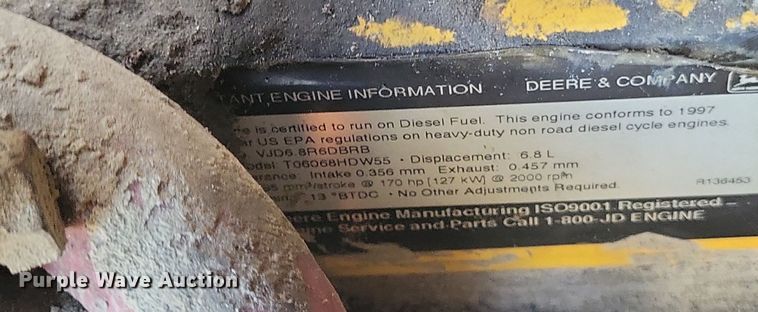 TANT ENGINE INFORMATION DEERE & COMPANY
is certified to run on Diesel Fuel. This engine conforms to 1997
US EPA regulations on heavy-duty non road diesel cycle engines.
VJD6.8R6DBRB
T06068HDW55 • Displacement: 6.8 L
Intake 0.356 mm Exhaust: 0.457 mm
mm³/stroke @ 170 hp [127 kW] @ 2000 rpm
13 °BTDC • No Other Adjustments Required. R136453
Engine Manufacturing ISO9001 Registered -
Service and Parts Call 1-800-JD ENGINE
Purple Wave Auction